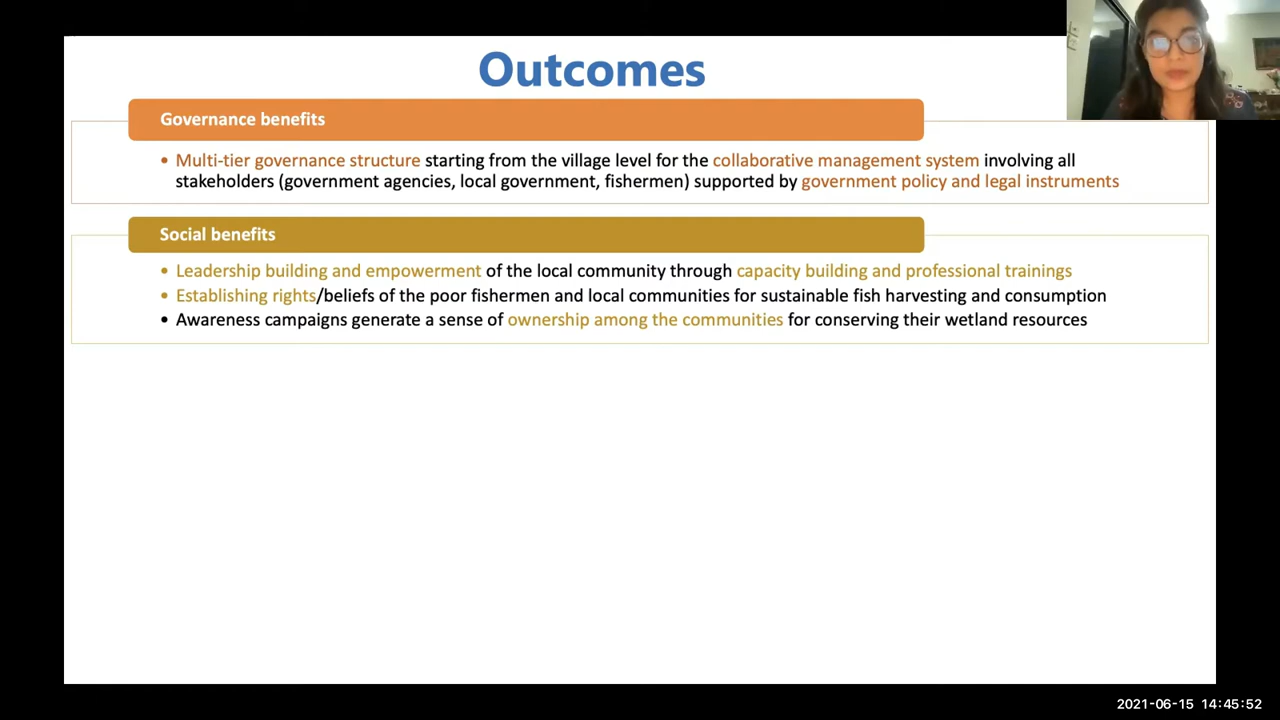 Outcomes
Governance benefits
• Multi-tier governance structure starting from the village level for the collaborative management system involving all
stakeholders (government agencies, local government, fishermen) supported by government policy and legal instruments
Social benefits
• Leadership building and empowerment of the local community through capacity building and professional trainings
• Establishing rights/beliefs of the poor fishermen and local communities for sustainable fish harvesting and consumption
• Awareness campaigns generate a sense of ownership among the communities for conserving their wetland resources
2021-06-15 14:45:52